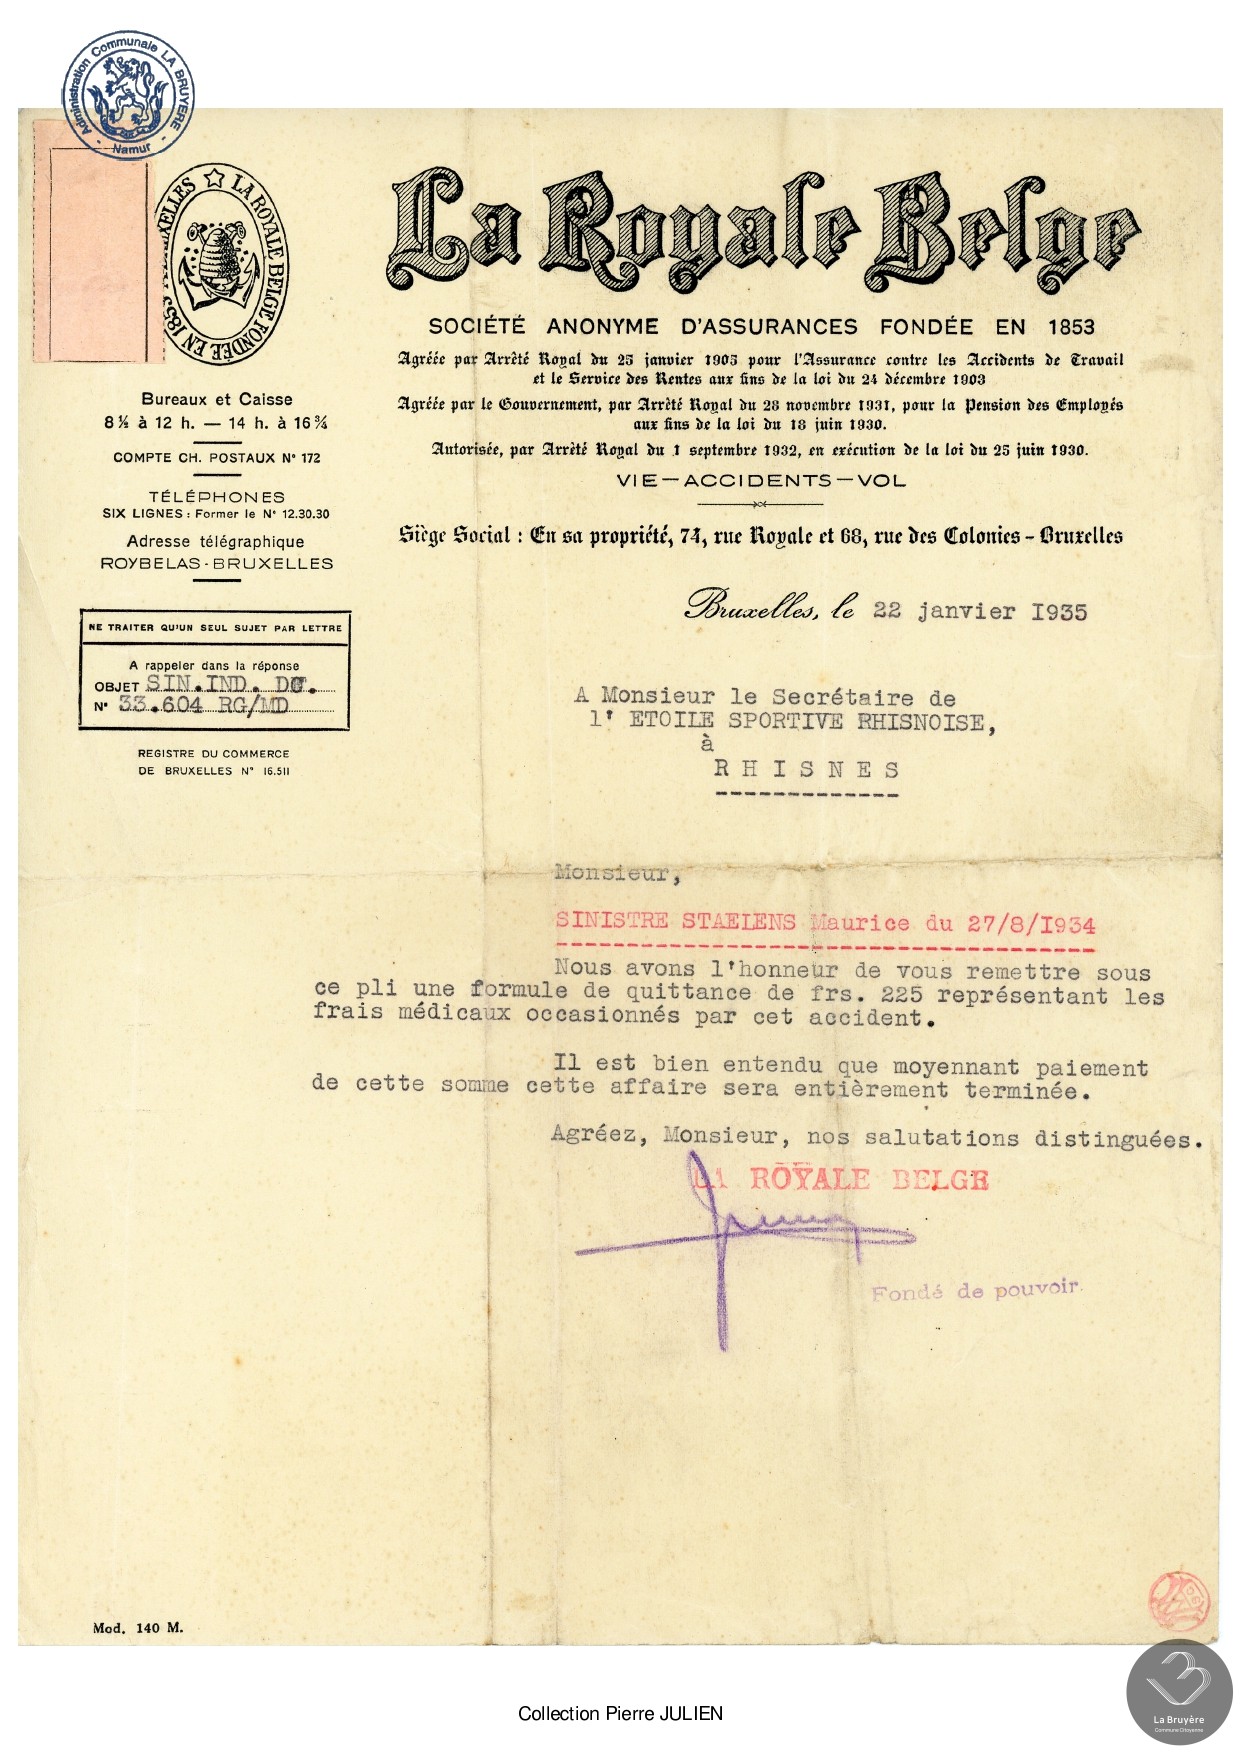 Administration Communale LA BRUYERE - Namur -
LA ROYALE BELGE FONDÉE EN 1853 BRUXELLES
La Royale Belge
SOCIÉTÉ ANONYME D'ASSURANCES FONDÉE EN 1853
Agréée par Arrêté Royal du 25 janvier 1905 pour l'Assurance contre les Accidents de Travail
et le Service des Rentes aux fins de la loi du 24 décembre 1903
Agréée par le Gouvernement, par Arrêté Royal du 28 novembre 1931, pour la Pension des Employés
aux fins de la loi du 18 juin 1930.
Autorisée, par Arrêté Royal du 1 septembre 1932, en exécution de la loi du 25 juin 1930.
VIE — ACCIDENTS — VOL
Siège Social : En sa propriété, 74, rue Royale et 68, rue des Colonies - Bruxelles
Bureaux et Caisse
8½ à 12 h. — 14 h. à 16¾
COMPTE CH. POSTAUX N° 172
TÉLÉPHONES
SIX LIGNES : Former le N° 12.30.30
Adresse télégraphique
ROYBELAS - BRUXELLES
NE TRAITER QU'UN SEUL SUJET PAR LETTRE
A rappeler dans la réponse
OBJET SIN.IND.
N° 33.604 RG/MD
REGISTRE DU COMMERCE
DE BRUXELLES N° 16.511
Bruxelles, le 22 janvier 1935
A Monsieur le Secrétaire de
l' ETOILE SPORTIVE RHISNOISE,
à
R H I S N E S
Monsieur,
SINISTRE STAELENS Maurice du 27/8/1934
Nous avons l'honneur de vous remettre sous
ce pli une formule de quittance de frs. 225 représentant les
frais médicaux occasionnés par cet accident.
Il est bien entendu que moyennant paiement
de cette somme cette affaire sera entièrement terminée.
Agréez, Monsieur, nos salutations distinguées.
LA ROYALE BELGE
Fondé de pouvoir.
Mod. 140 M.
La Bruyère
Commune Citoyenne
Collection Pierre JULIEN